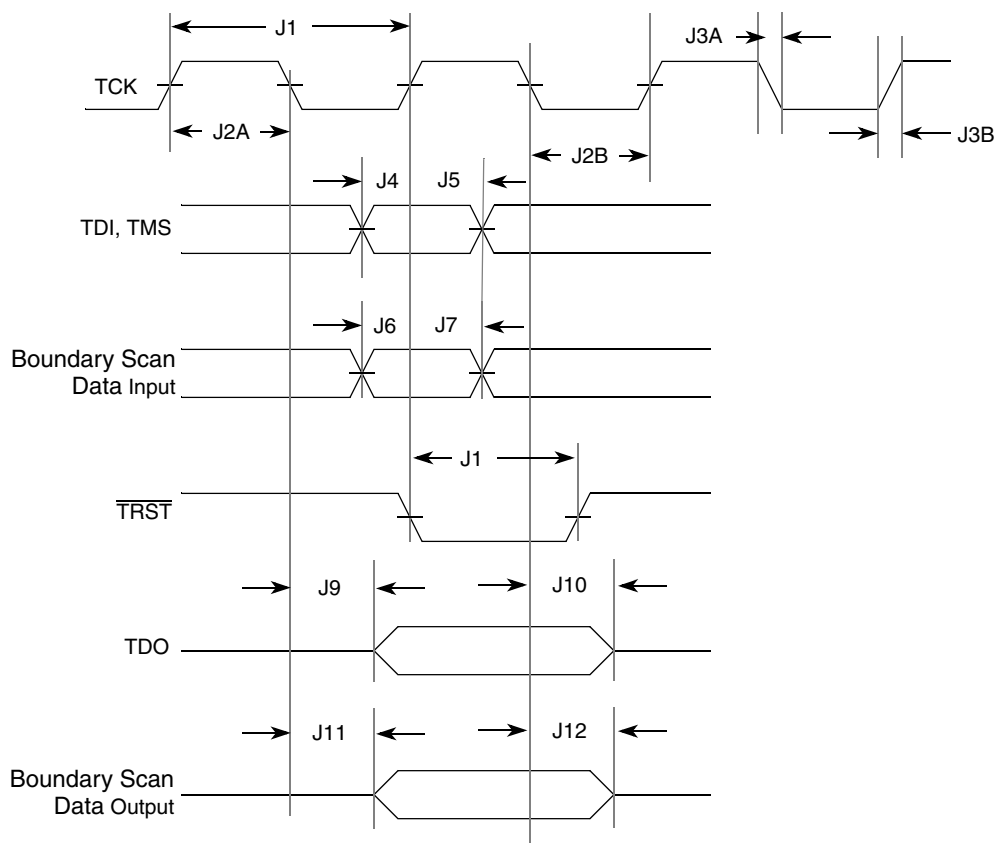 J1
J3A
TCK
J2A
J2B
J3B
J4
J5
TDI, TMS
J6
J7
Boundary Scan
Data Input
J1
TRST
J9
J10
TDO
J11
J12
Boundary Scan
Data Output